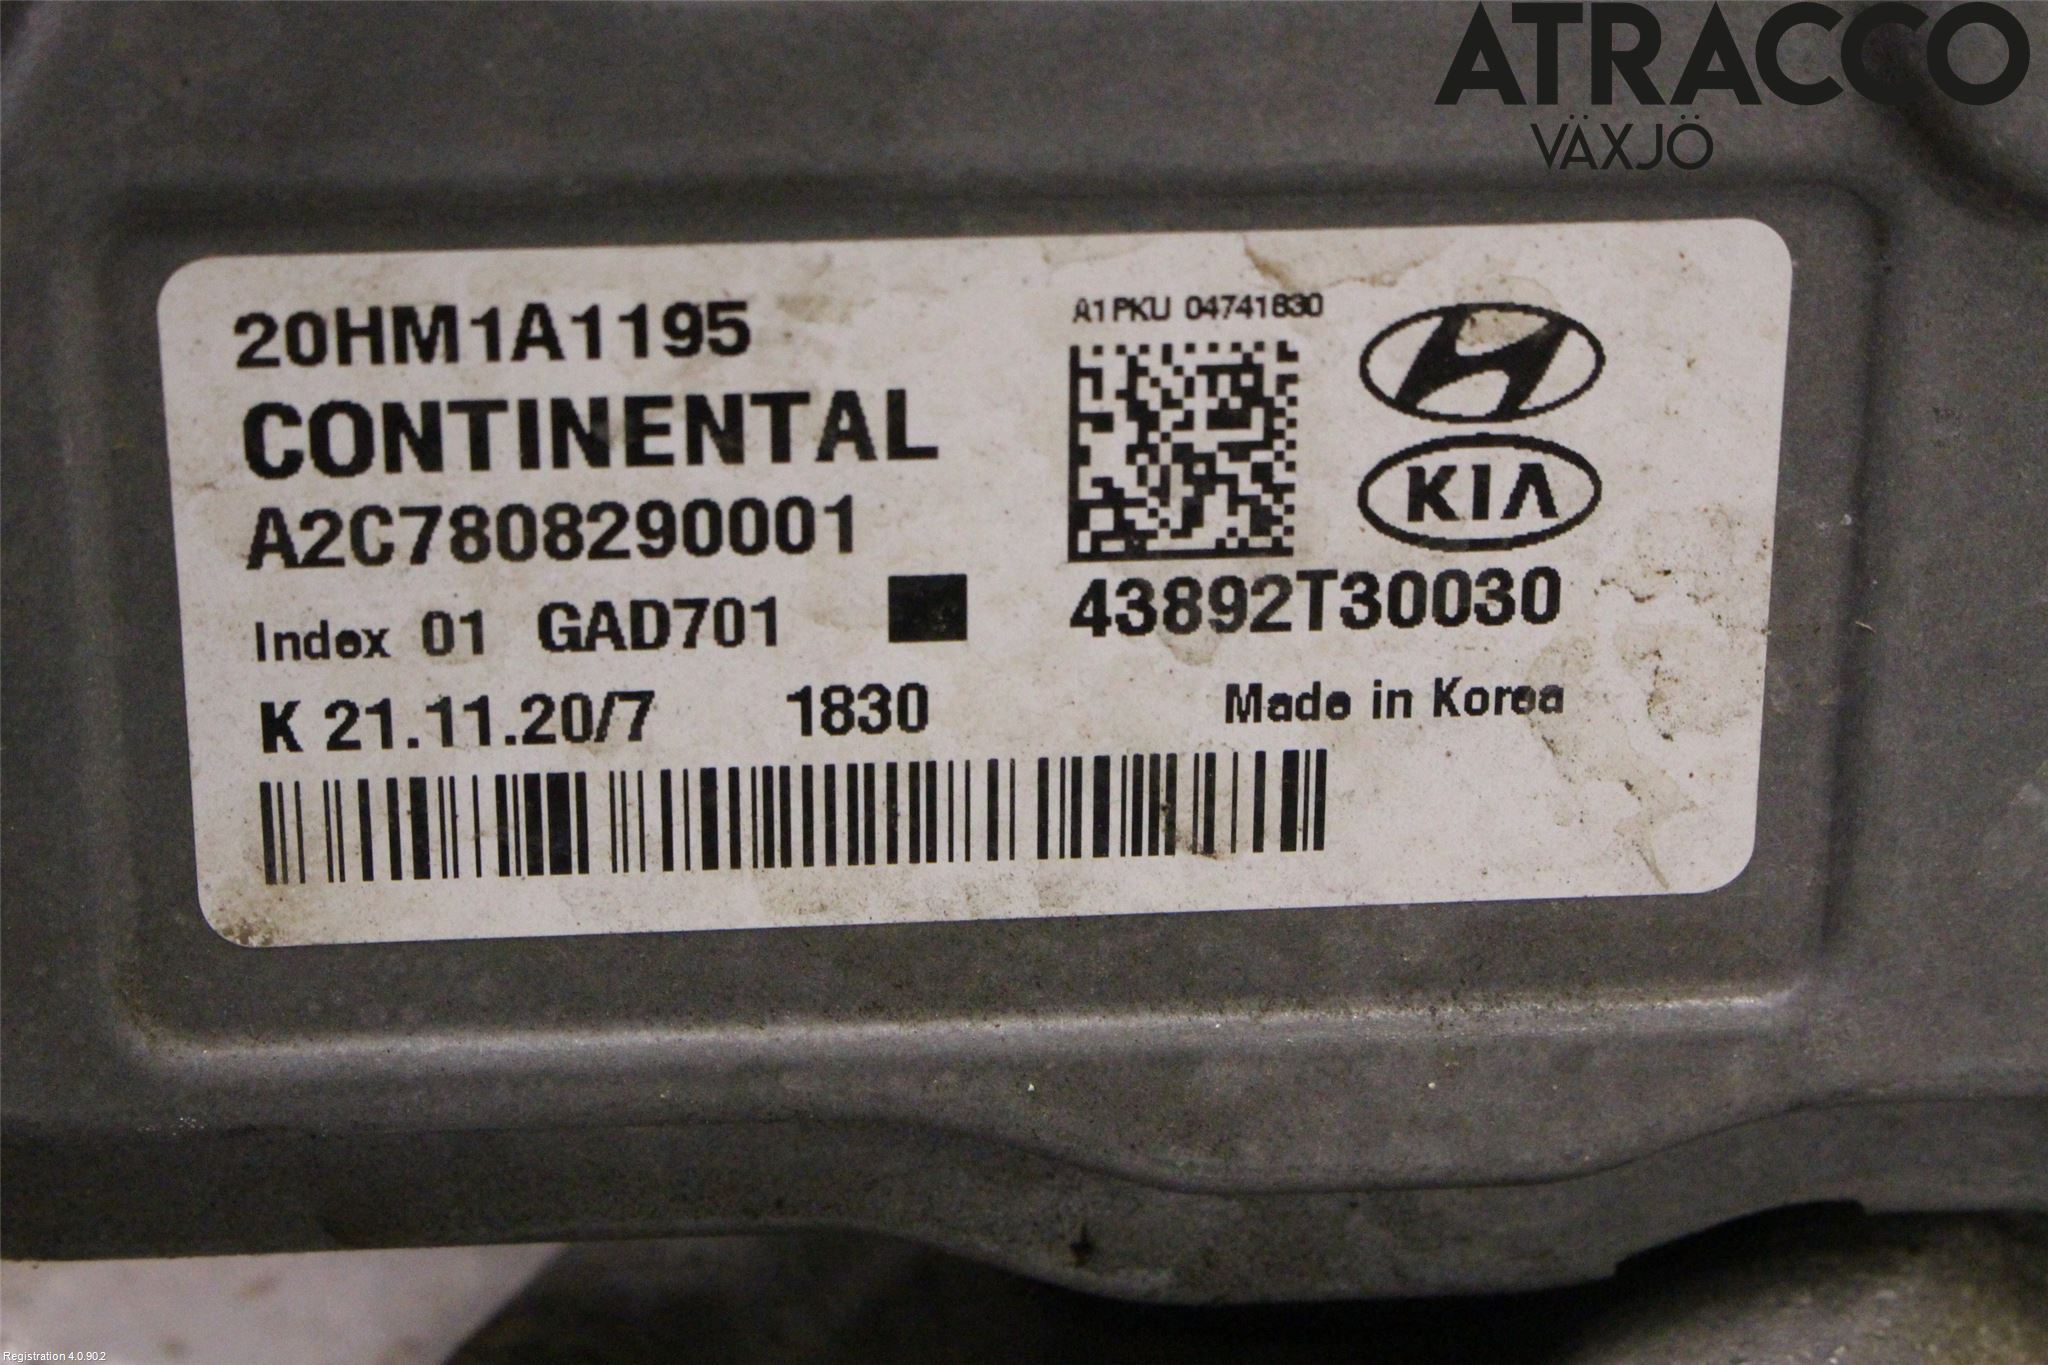 ATRACCO
VÄXJÖ
20HM1A1195
CONTINENTAL
A2C7808290001
Index 01 GAD701
K 21.11.20/7 1830
A1PKU 04741830
KIA
43892T30030
Made in Korea
Registration 4.0.902